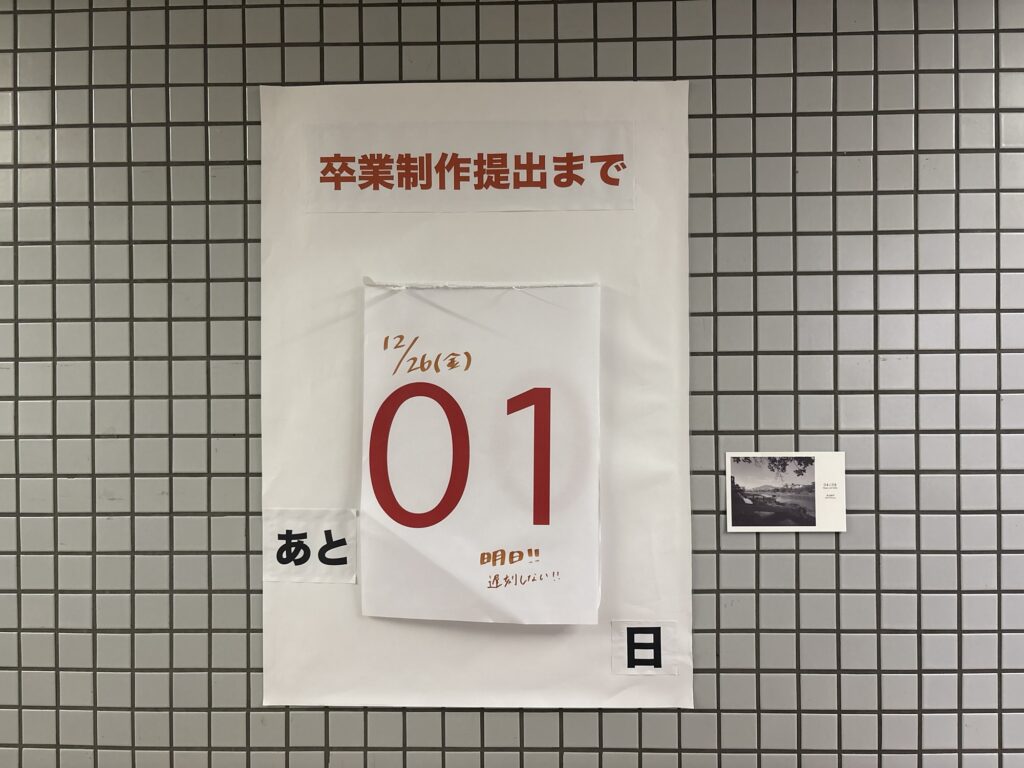 卒業制作提出まで
12/26(金)
01
あと
明日!!
遅刻しない!!
日